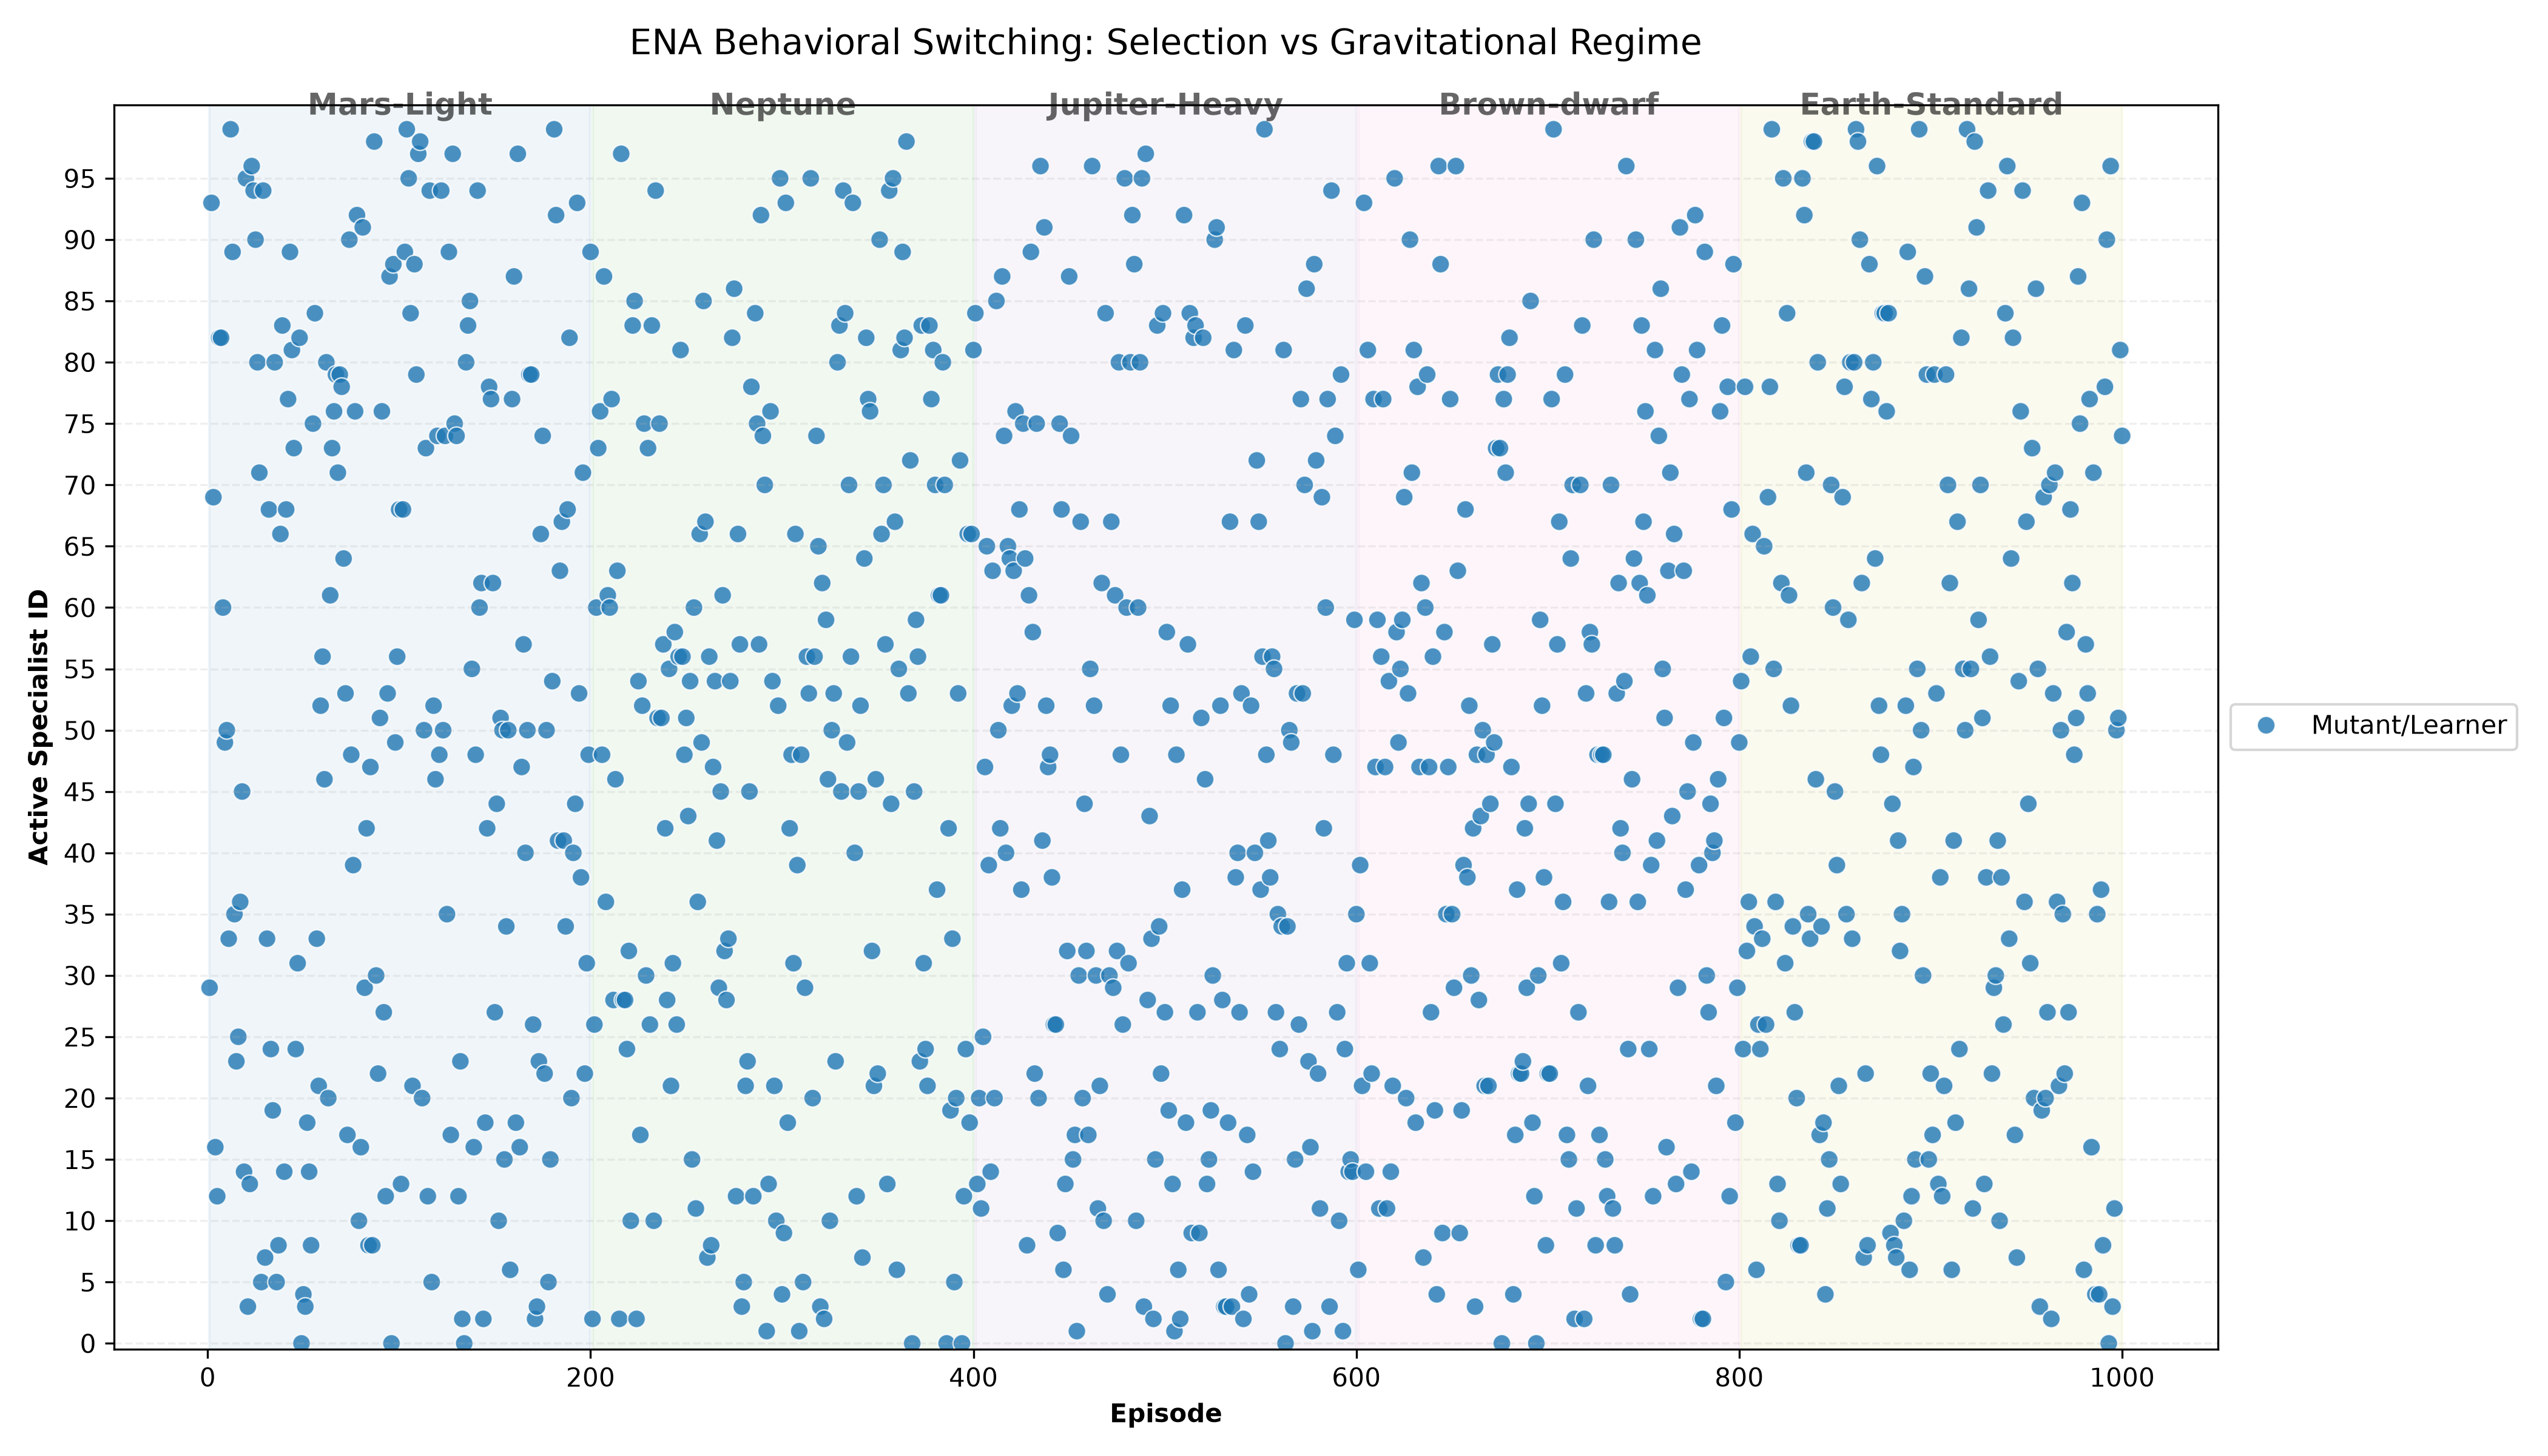 ENA Behavioral Switching: Selection vs Gravitational Regime
Mars-Light
Neptune
Jupiter-Heavy
Brown-dwarf
Earth-Standard
95
90
85
80
75
70
65
60
55
50
45
40
35
30
25
20
15
10
5
0
Active Specialist ID
Mutant/Learner
0
200
400
600
800
1000
Episode